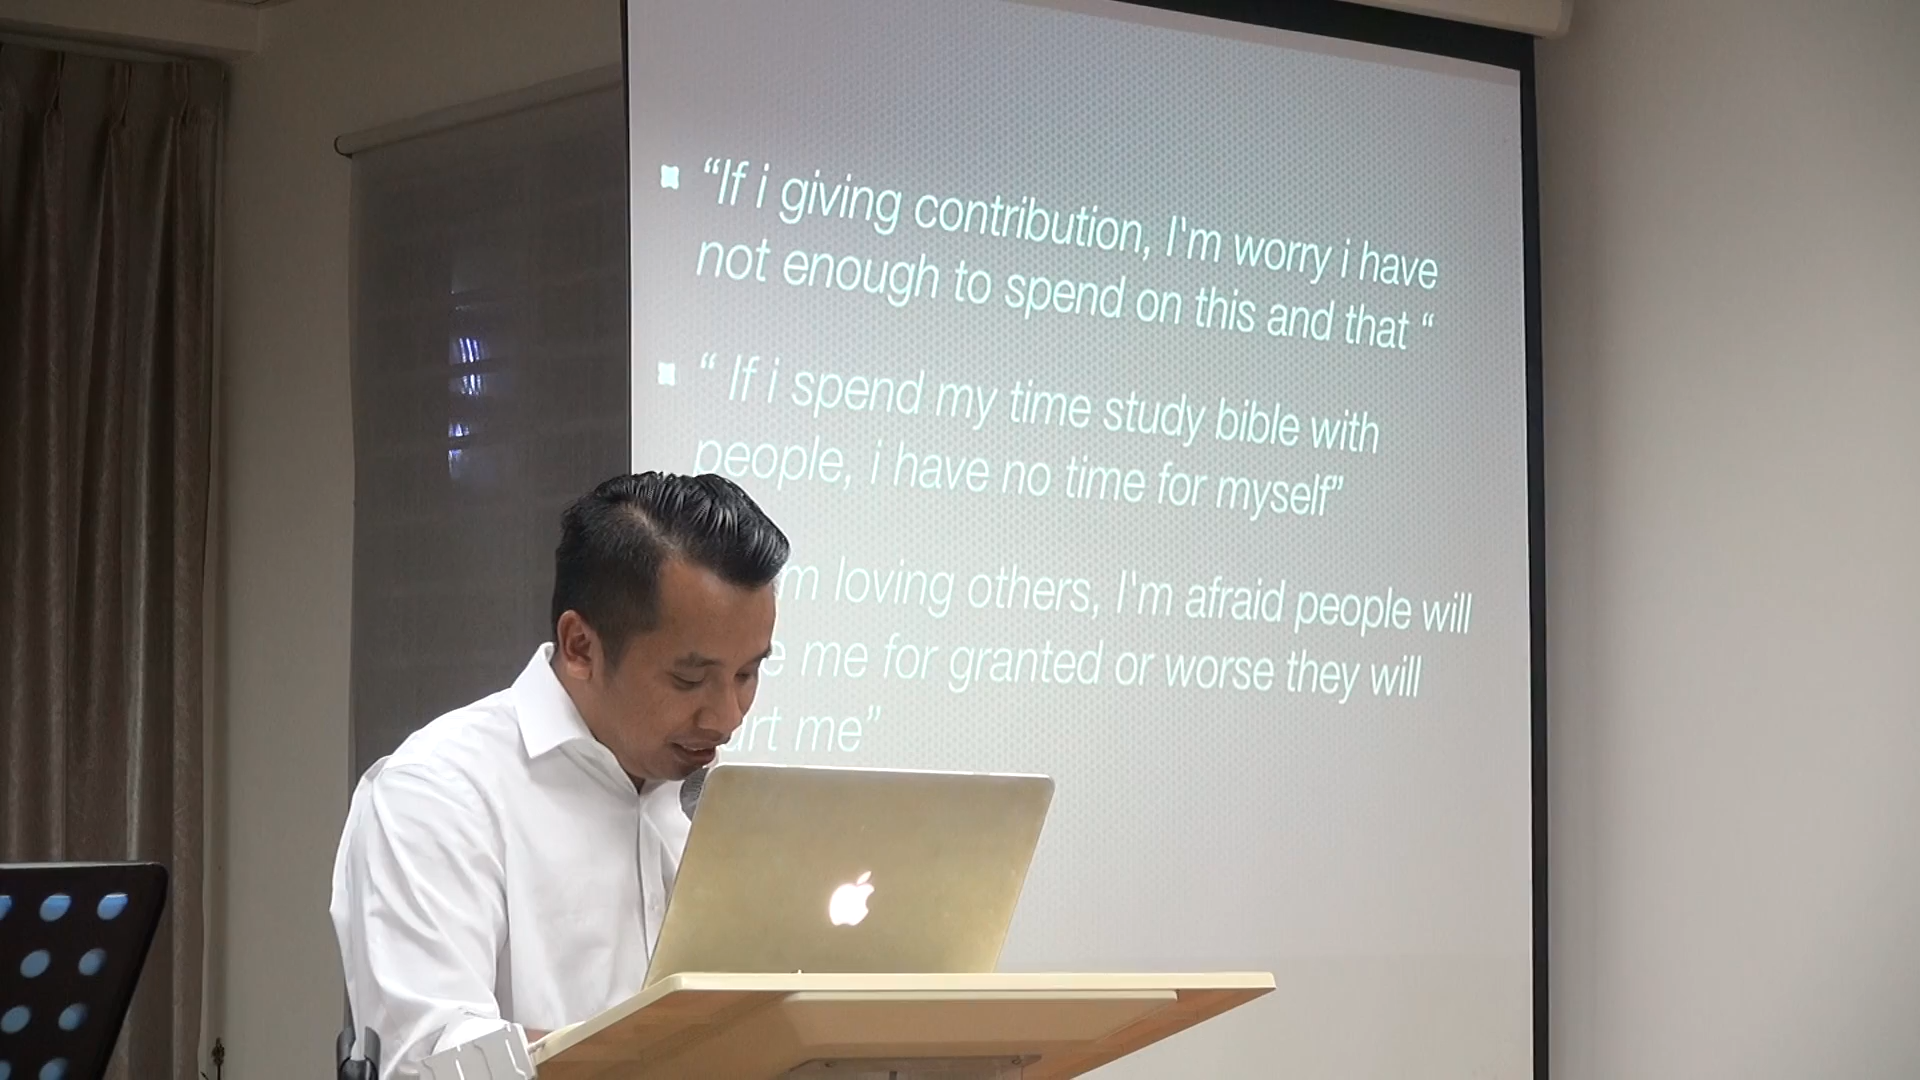 “If i giving contribution, I'm worry i have
not enough to spend on this and that “
“ If i spend my time study bible with
people, i have no time for myself”
loving others, I'm afraid people will
me for granted or worse they will
me”